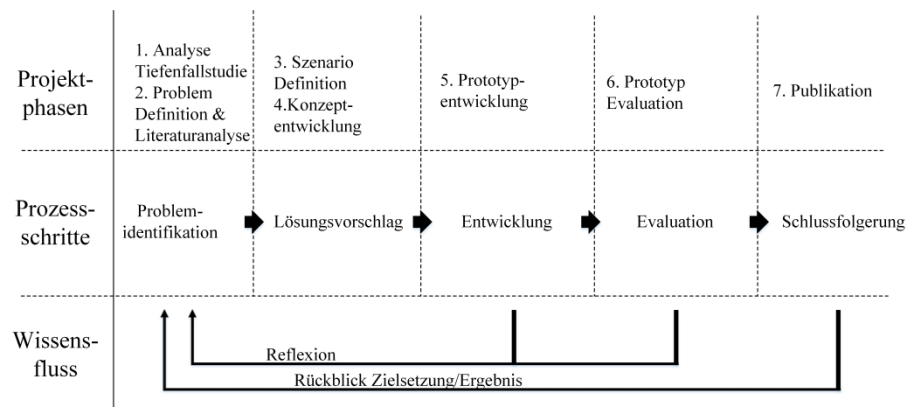 Projekt-
phasen
1. Analyse
Tiefenfallstudie
2. Problem
Definition &
Literaturanalyse
3. Szenario
Definition
4.Konzept-
entwicklung
5. Prototyp-
entwicklung
6. Prototyp
Evaluation
7. Publikation
Prozess-
schritte
Problem-
identifikation
Lösungsvorschlag
Entwicklung
Evaluation
Schlussfolgerung
Wissens-
fluss
Reflexion
Rückblick Zielsetzung/Ergebnis